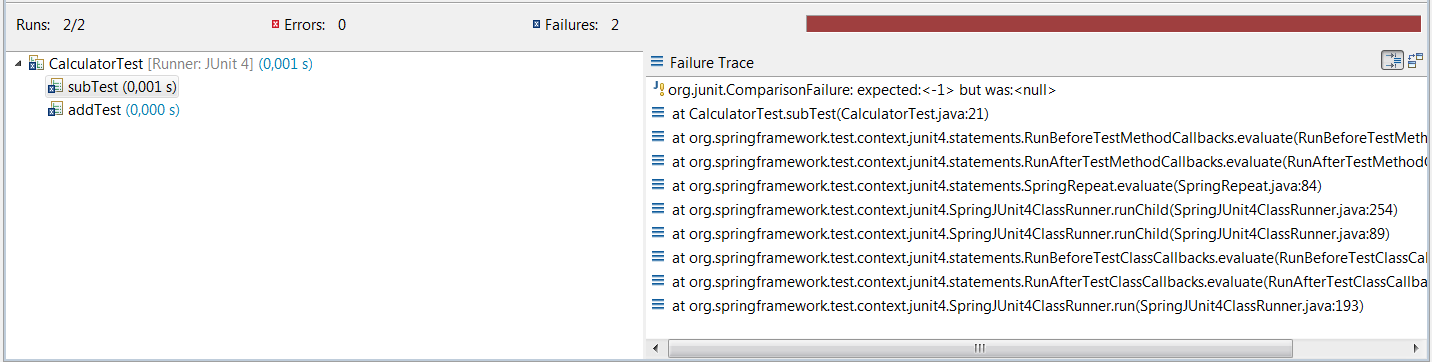 Runs: 2/2 Errors: 0 Failures: 2
CalculatorTest [Runner: JUnit 4] (0,001 s)
subTest (0,001 s)
addTest (0,000 s)
Failure Trace
org.junit.ComparisonFailure: expected:<-1> but was:<null>
at CalculatorTest.subTest(CalculatorTest.java:21)
at org.springframework.test.context.junit4.statements.RunBeforeTestMethodCallbacks.evaluate(RunBeforeTestMeth
at org.springframework.test.context.junit4.statements.RunAfterTestMethodCallbacks.evaluate(RunAfterTestMethodC
at org.springframework.test.context.junit4.statements.SpringRepeat.evaluate(SpringRepeat.java:84)
at org.springframework.test.context.junit4.SpringJUnit4ClassRunner.runChild(SpringJUnit4ClassRunner.java:254)
at org.springframework.test.context.junit4.SpringJUnit4ClassRunner.runChild(SpringJUnit4ClassRunner.java:89)
at org.springframework.test.context.junit4.statements.RunBeforeTestClassCallbacks.evaluate(RunBeforeTestClassCal
at org.springframework.test.context.junit4.statements.RunAfterTestClassCallbacks.evaluate(RunAfterTestClassCallba
at org.springframework.test.context.junit4.SpringJUnit4ClassRunner.run(SpringJUnit4ClassRunner.java:193)